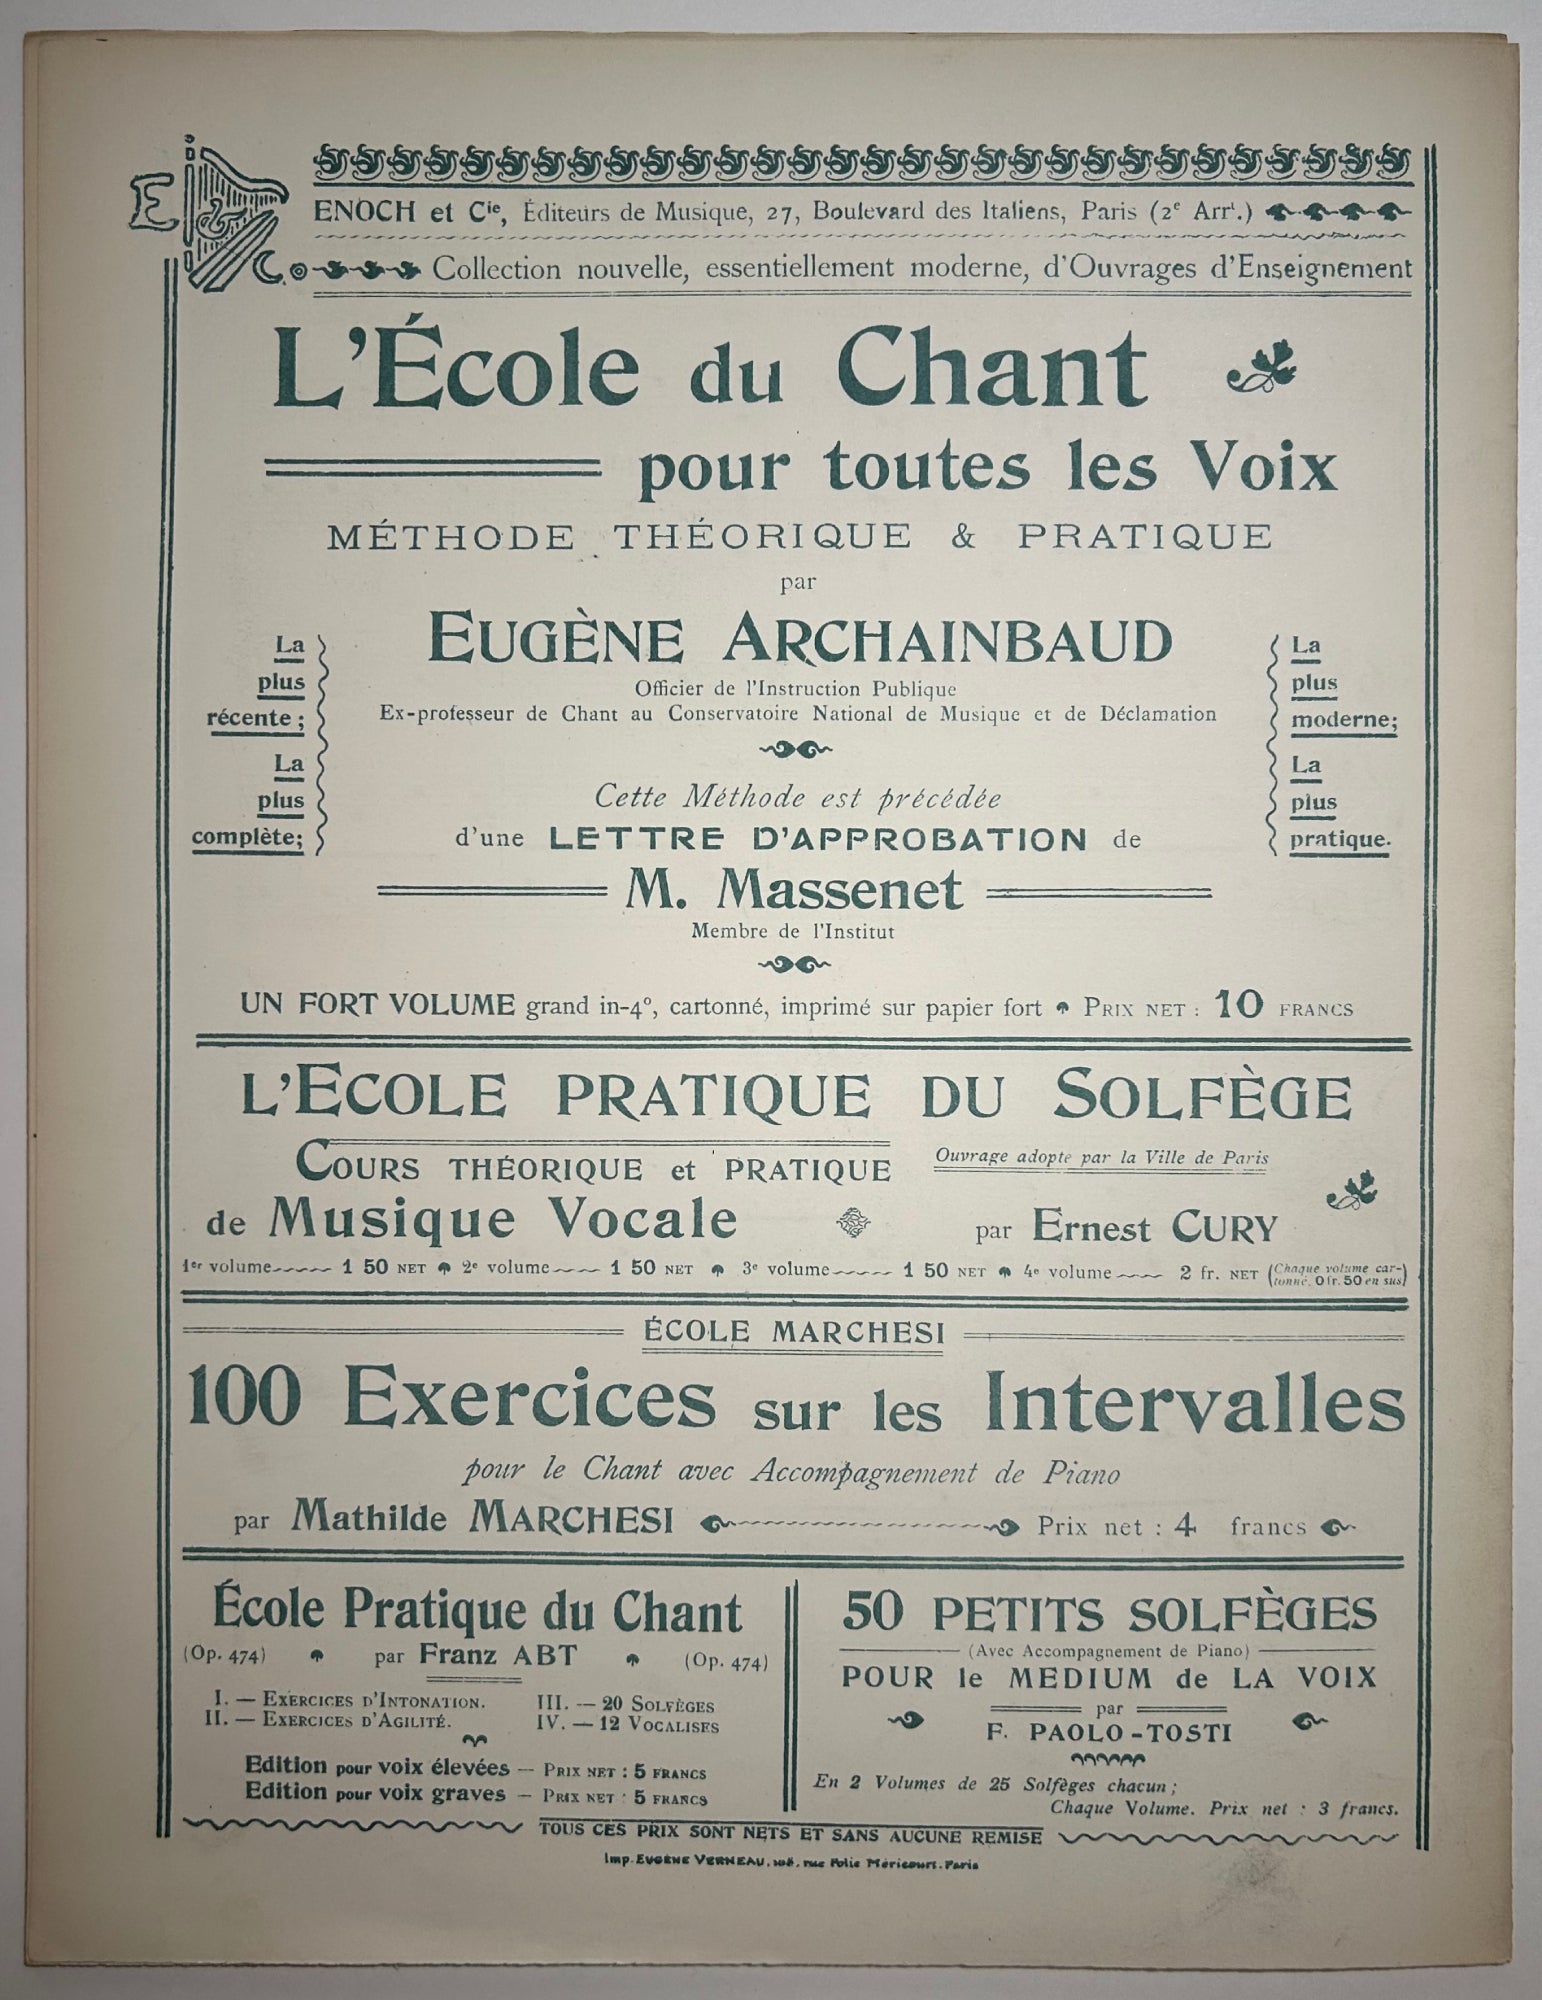 E & C.
ENOCH et Cie, Éditeurs de Musique, 27, Boulevard des Italiens, Paris (2e Arrt.)
Collection nouvelle, essentiellement moderne, d'Ouvrages d'Enseignement
L'École du Chant
pour toutes les Voix
MÉTHODE THÉORIQUE & PRATIQUE
par
EUGÈNE ARCHAINBAUD
Officier de l'Instruction Publique
Ex-professeur de Chant au Conservatoire National de Musique et de Déclamation
La
plus
récente;
La
plus
complète;
La
plus
moderne;
La
plus
pratique.
Cette Méthode est précédée
d'une LETTRE D'APPROBATION de
M. Massenet
Membre de l'Institut
UN FORT VOLUME grand in-4º, cartonné, imprimé sur papier fort PRIX NET : 10 FRANCS
L'ECOLE PRATIQUE DU SOLFÈGE
COURS THÉORIQUE et PRATIQUE
Ouvrage adopte par la Ville de Paris
de Musique Vocale par Ernest CURY
1er volume 1 50 NET 2e volume 1 50 NET 3e volume 1 50 NET 4e volume 2 fr. NET (Chaque volume car-
tonné. 0 fr. 50 en sus)
ÉCOLE MARCHESI
100 Exercices sur les Intervalles
pour le Chant avec Accompagnement de Piano
par Mathilde MARCHESI Prix net : 4 francs
École Pratique du Chant
(Op. 474) par Franz ABT (Op. 474)
I. — EXERCICES D'INTONATION. III. — 20 SOLFÈGES
II. — EXERCICES D'AGILITÉ. IV. — 12 VOCALISES
Edition pour voix élevées — PRIX NET : 5 FRANCS
Edition pour voix graves — PRIX NET : 5 FRANCS
50 PETITS SOLFÈGES
(Avec Accompagnement de Piano)
POUR le MEDIUM de LA VOIX
par
F. PAOLO-TOSTI
En 2 Volumes de 25 Solfèges chacun;
Chaque Volume. Prix net : 3 francs.
TOUS CES PRIX SONT NETS ET SANS AUCUNE REMISE
Imp. EUGÈNE VERNEAU, 108, rue Folie Méricourt. Paris